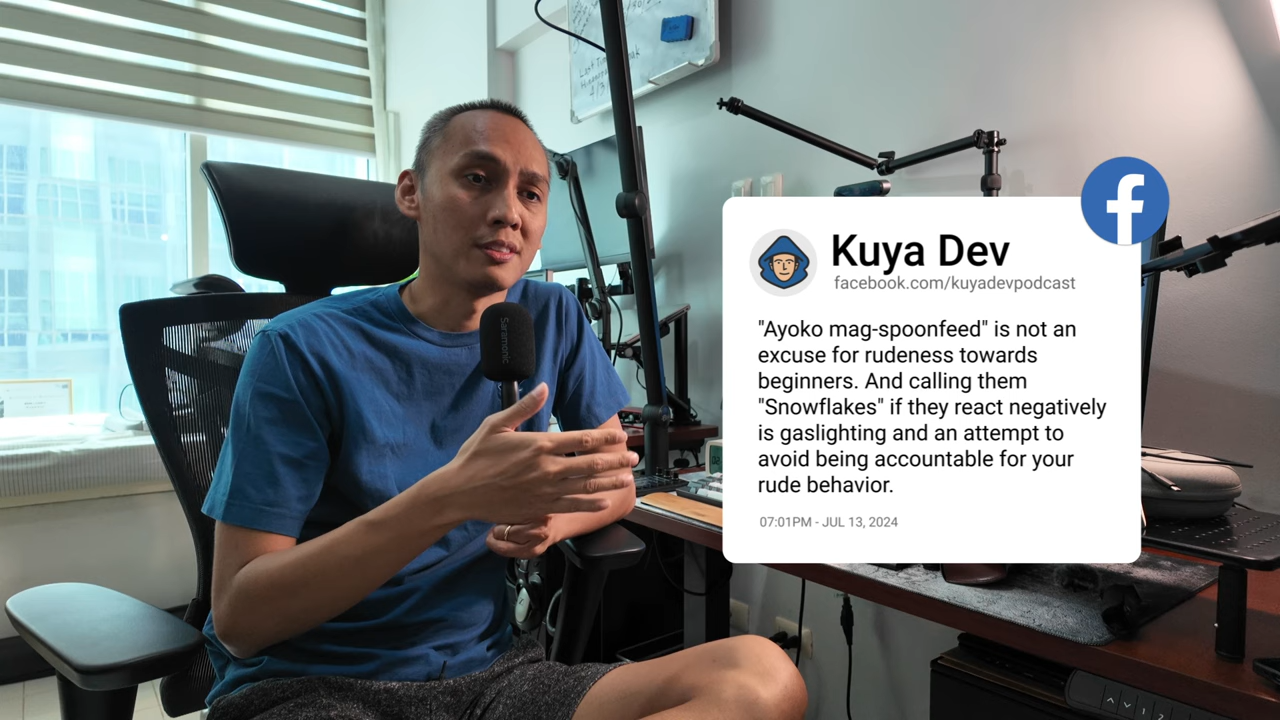 Kuya Dev
facebook.com/kuyadevpodcast
"Ayoko mag-spoonfeed" is not an
excuse for rudeness towards
beginners. And calling them
"Snowflakes" if they react negatively
is gaslighting and an attempt to
avoid being accountable for your
rude behavior.
07:01PM - JUL 13, 2024
Saramonic